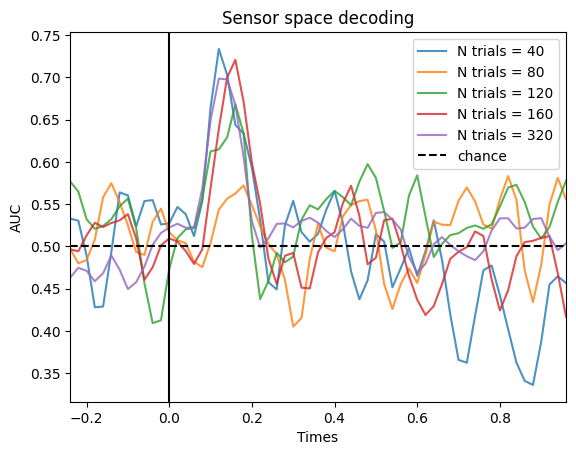 Sensor space decoding
AUC
0.75
0.70
0.65
0.60
0.55
0.50
0.45
0.40
0.35
N trials = 40
N trials = 80
N trials = 120
N trials = 160
N trials = 320
chance
−0.2
0.0
0.2
0.4
0.6
0.8
Times